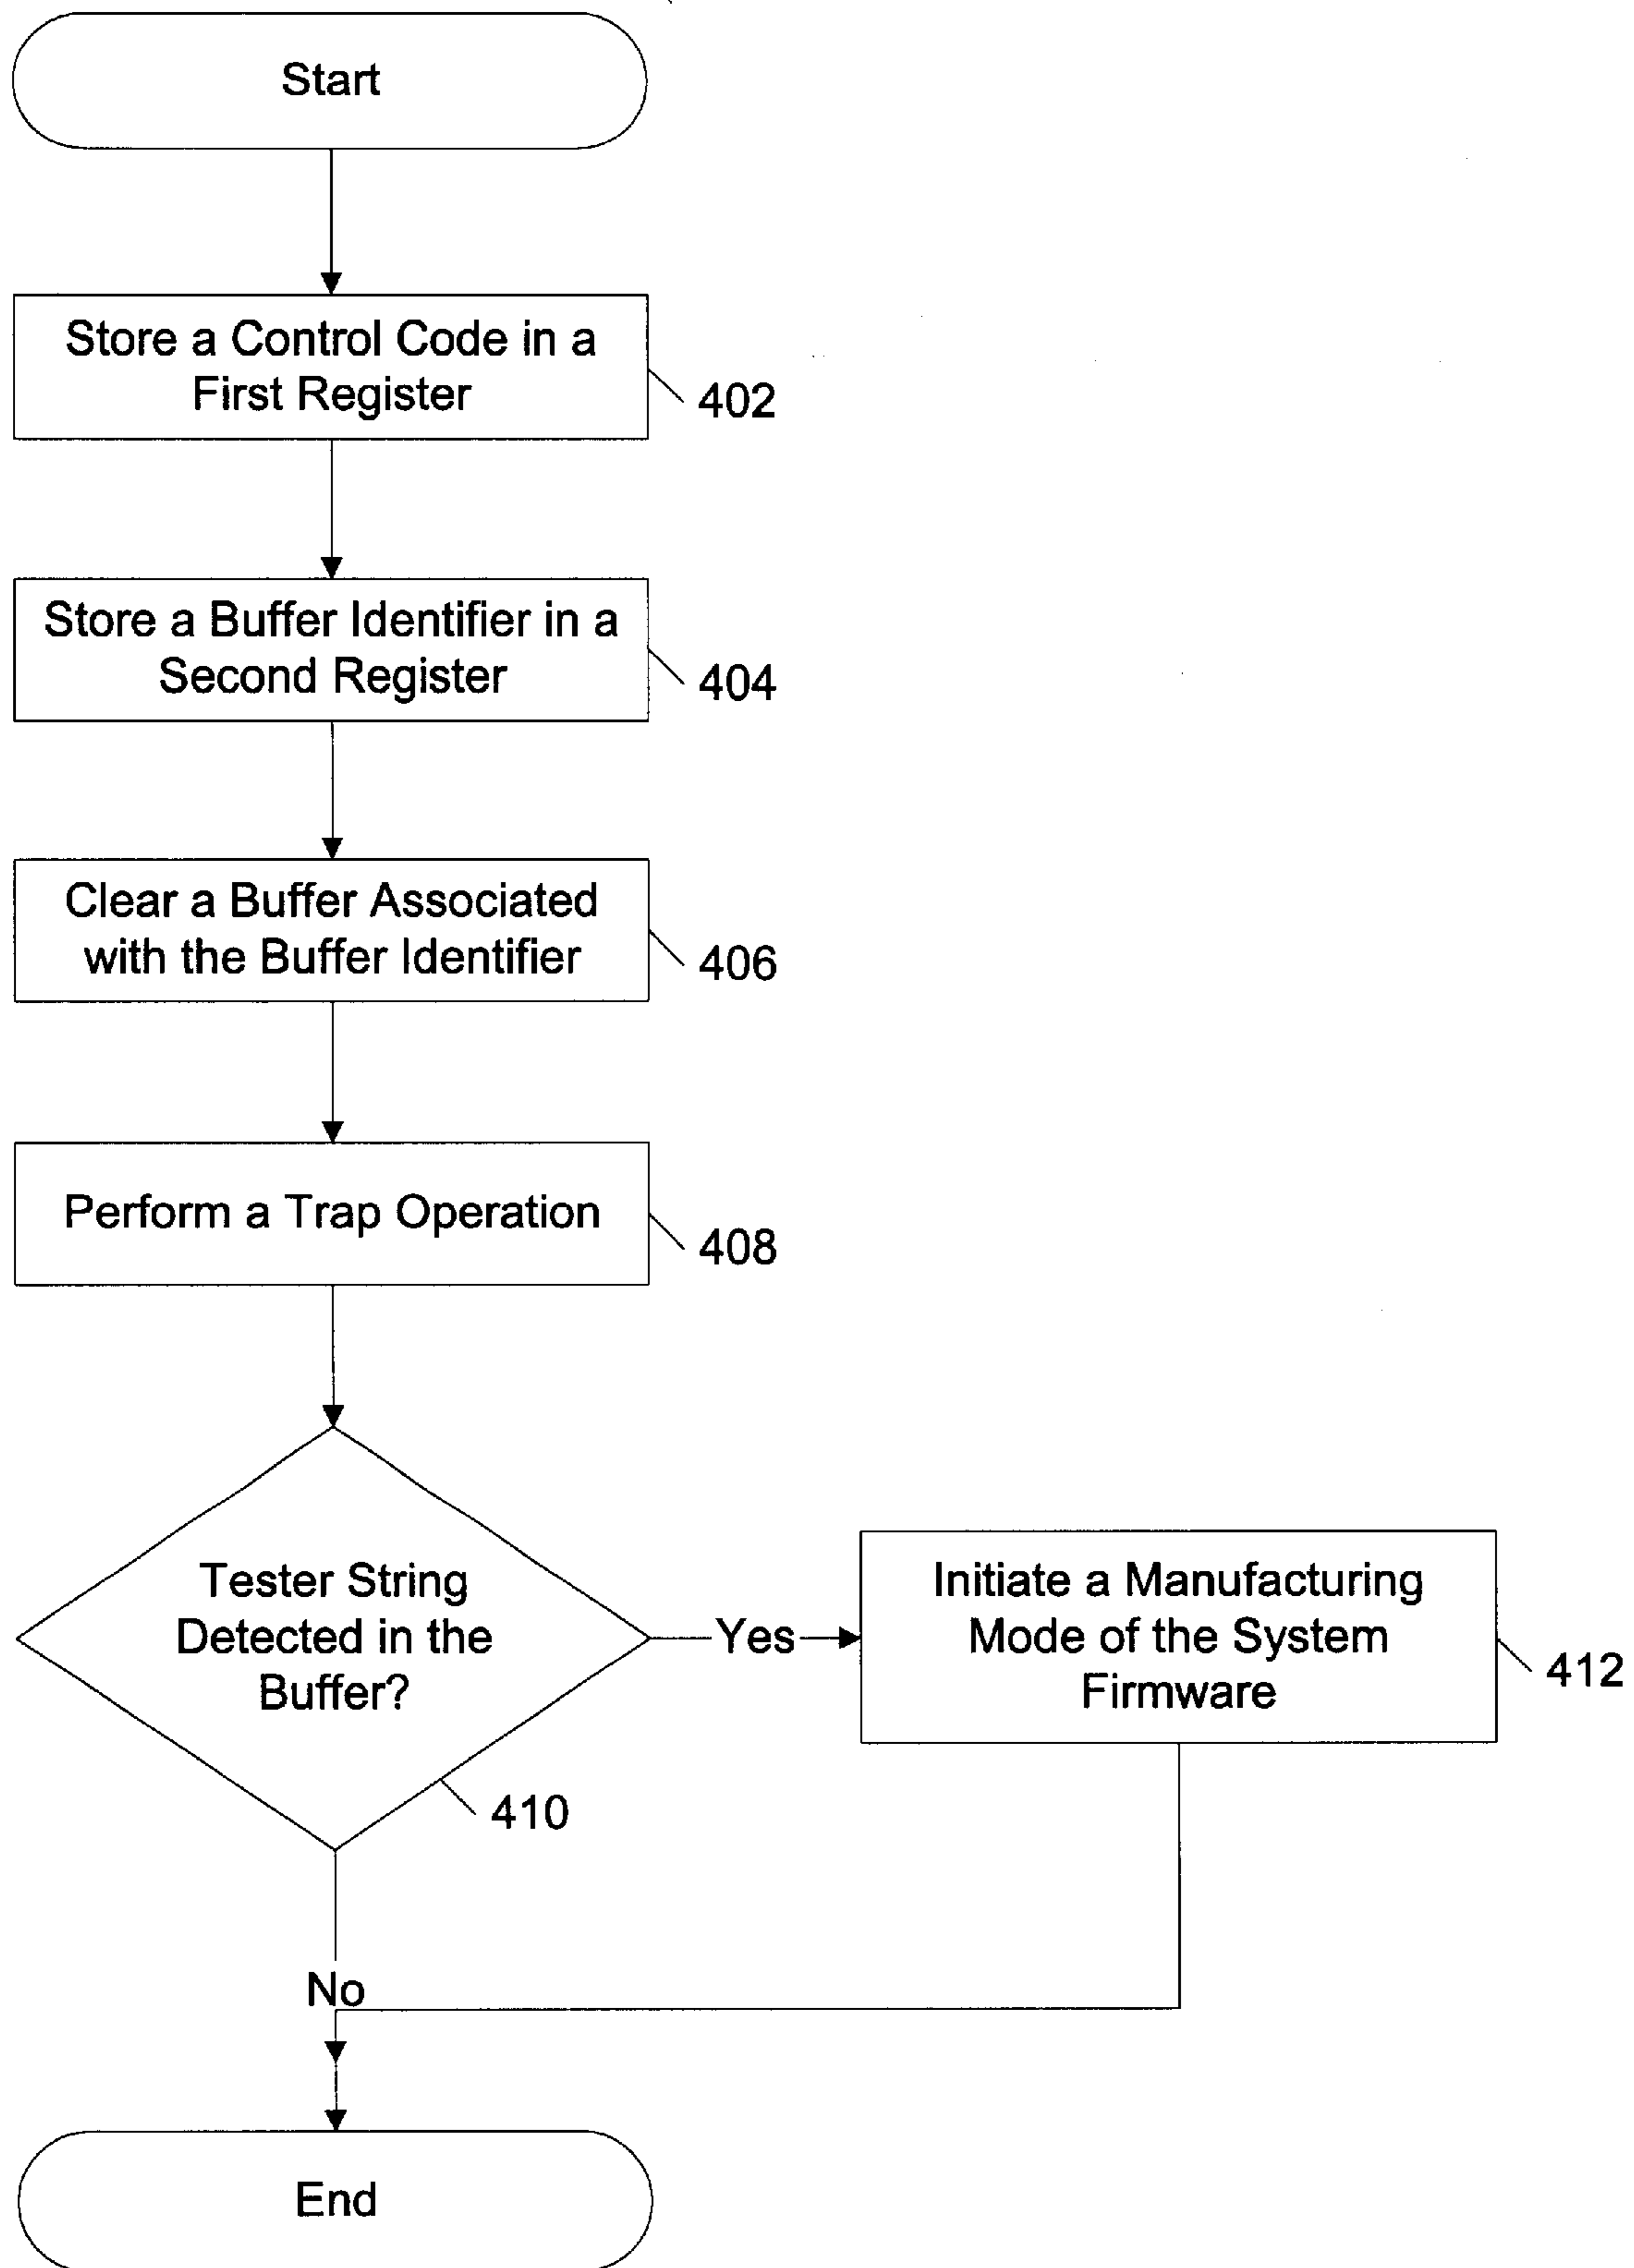 Start
Store a Control Code in a
First Register
402
Store a Buffer Identifier in a
Second Register
404
Clear a Buffer Associated
with the Buffer Identifier
406
Perform a Trap Operation
408
Tester String
Detected in the
Buffer?
410
Yes
Initiate a Manufacturing
Mode of the System
Firmware
412
No
End